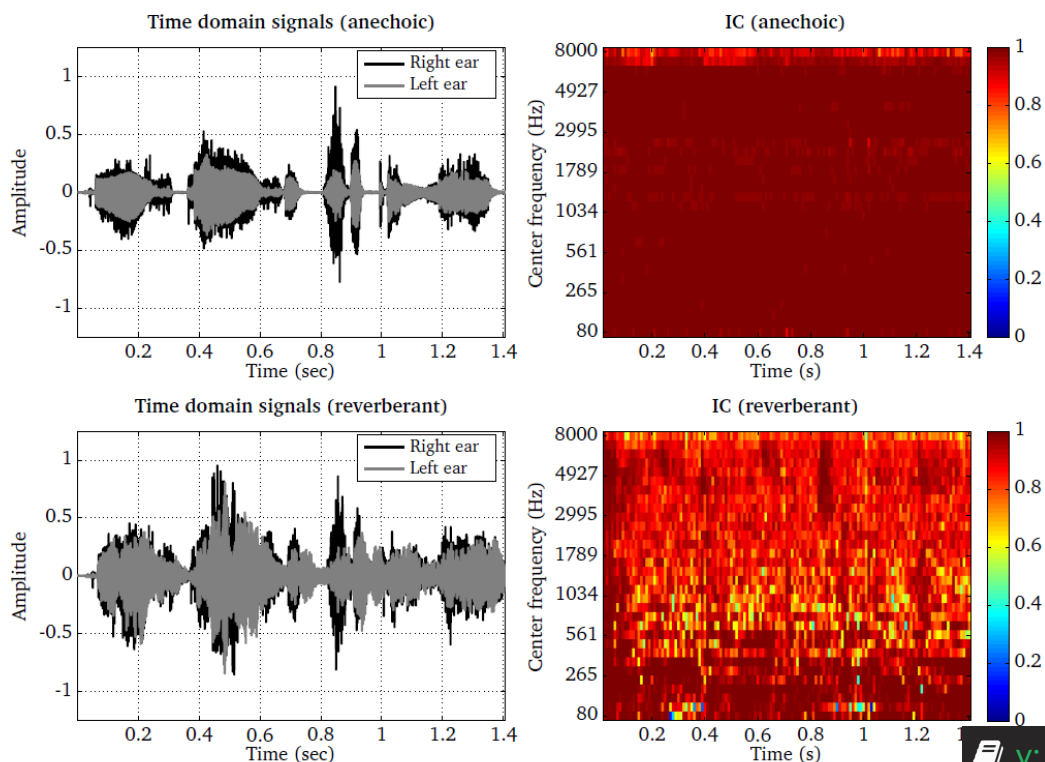 Time domain signals (anechoic)
1
0.5
0
-0.5
-1
Amplitude
Right ear
Left ear
0.2 0.4 0.6 0.8 1 1.2 1.4
Time (sec)
IC (anechoic)
8000
4927
2995
1789
1034
561
265
80
Center frequency (Hz)
0.2 0.4 0.6 0.8 1 1.2 1.4
Time (s)
1
0.8
0.6
0.4
0.2
0
Time domain signals (reverberant)
1
0.5
0
-0.5
-1
Amplitude
Right ear
Left ear
0.2 0.4 0.6 0.8 1 1.2 1.4
Time (sec)
IC (reverberant)
8000
4927
2995
1789
1034
561
265
80
Center frequency (Hz)
0.2 0.4 0.6 0.8 1 1.2
Time (s)
1
0.8
0.6
0.4
0.2
0